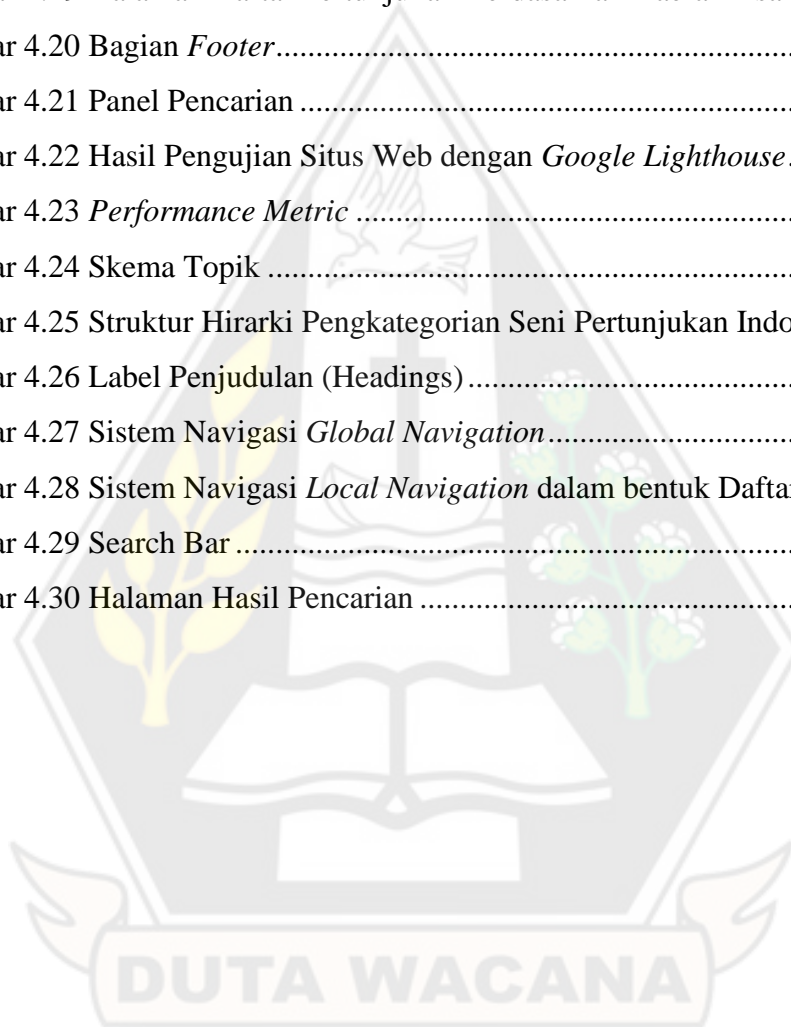 ar 4.20 Bagian Footer
ar 4.21 Panel Pencarian
ar 4.22 Hasil Pengujian Situs Web dengan Google Lighthouse
ar 4.23 Performance Metric
ar 4.24 Skema Topik
ar 4.25 Struktur Hirarki Pengkategorian Seni Pertunjukan Indo
ar 4.26 Label Penjudulan (Headings)
ar 4.27 Sistem Navigasi Global Navigation
ar 4.28 Sistem Navigasi Local Navigation dalam bentuk Daftar
ar 4.29 Search Bar
ar 4.30 Halaman Hasil Pencarian
DUTA WACANA